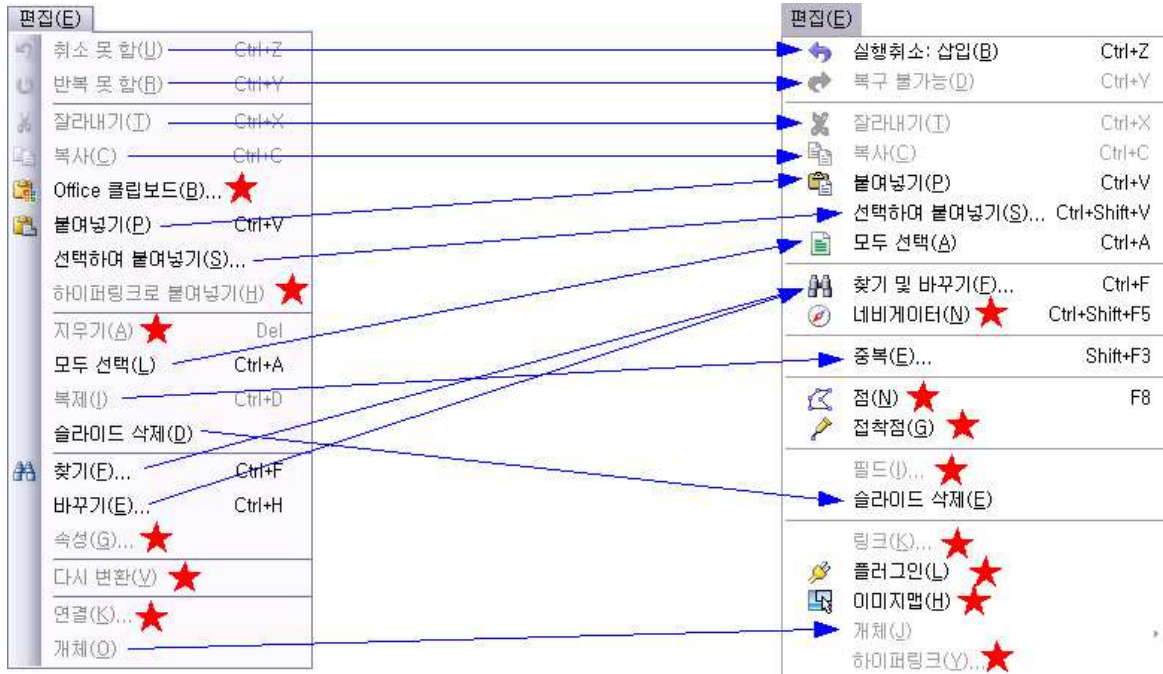 편집(E)
취소 못 함(U) Ctrl+Z
반복 못 함(R) Ctrl+Y
잘라내기(T) Ctrl+X
복사(C) Ctrl+C
Office 클립보드(B)...
붙여넣기(P) Ctrl+V
선택하여 붙여넣기(S)...
하이퍼링크로 붙여넣기(H)
지우기(A) Del
모두 선택(L) Ctrl+A
복제(I) Ctrl+D
슬라이드 삭제(D)
찾기(F)... Ctrl+F
바꾸기(E)... Ctrl+H
속성(G)...
다시 변환(V)
연결(K)...
개체(O)
편집(E)
실행취소: 삽입(B) Ctrl+Z
복구 불가능(D) Ctrl+Y
잘라내기(T) Ctrl+X
복사(C) Ctrl+C
붙여넣기(P) Ctrl+V
선택하여 붙여넣기(S)... Ctrl+Shift+V
모두 선택(A) Ctrl+A
찾기 및 바꾸기(F)... Ctrl+F
네비게이터(N) Ctrl+Shift+F5
중복(E)... Shift+F3
점(N) F8
접착점(G)
필드(I)...
슬라이드 삭제(E)
링크(K)...
플러그인(L)
이미지맵(H)
개체(J)
하이퍼링크(Y)...